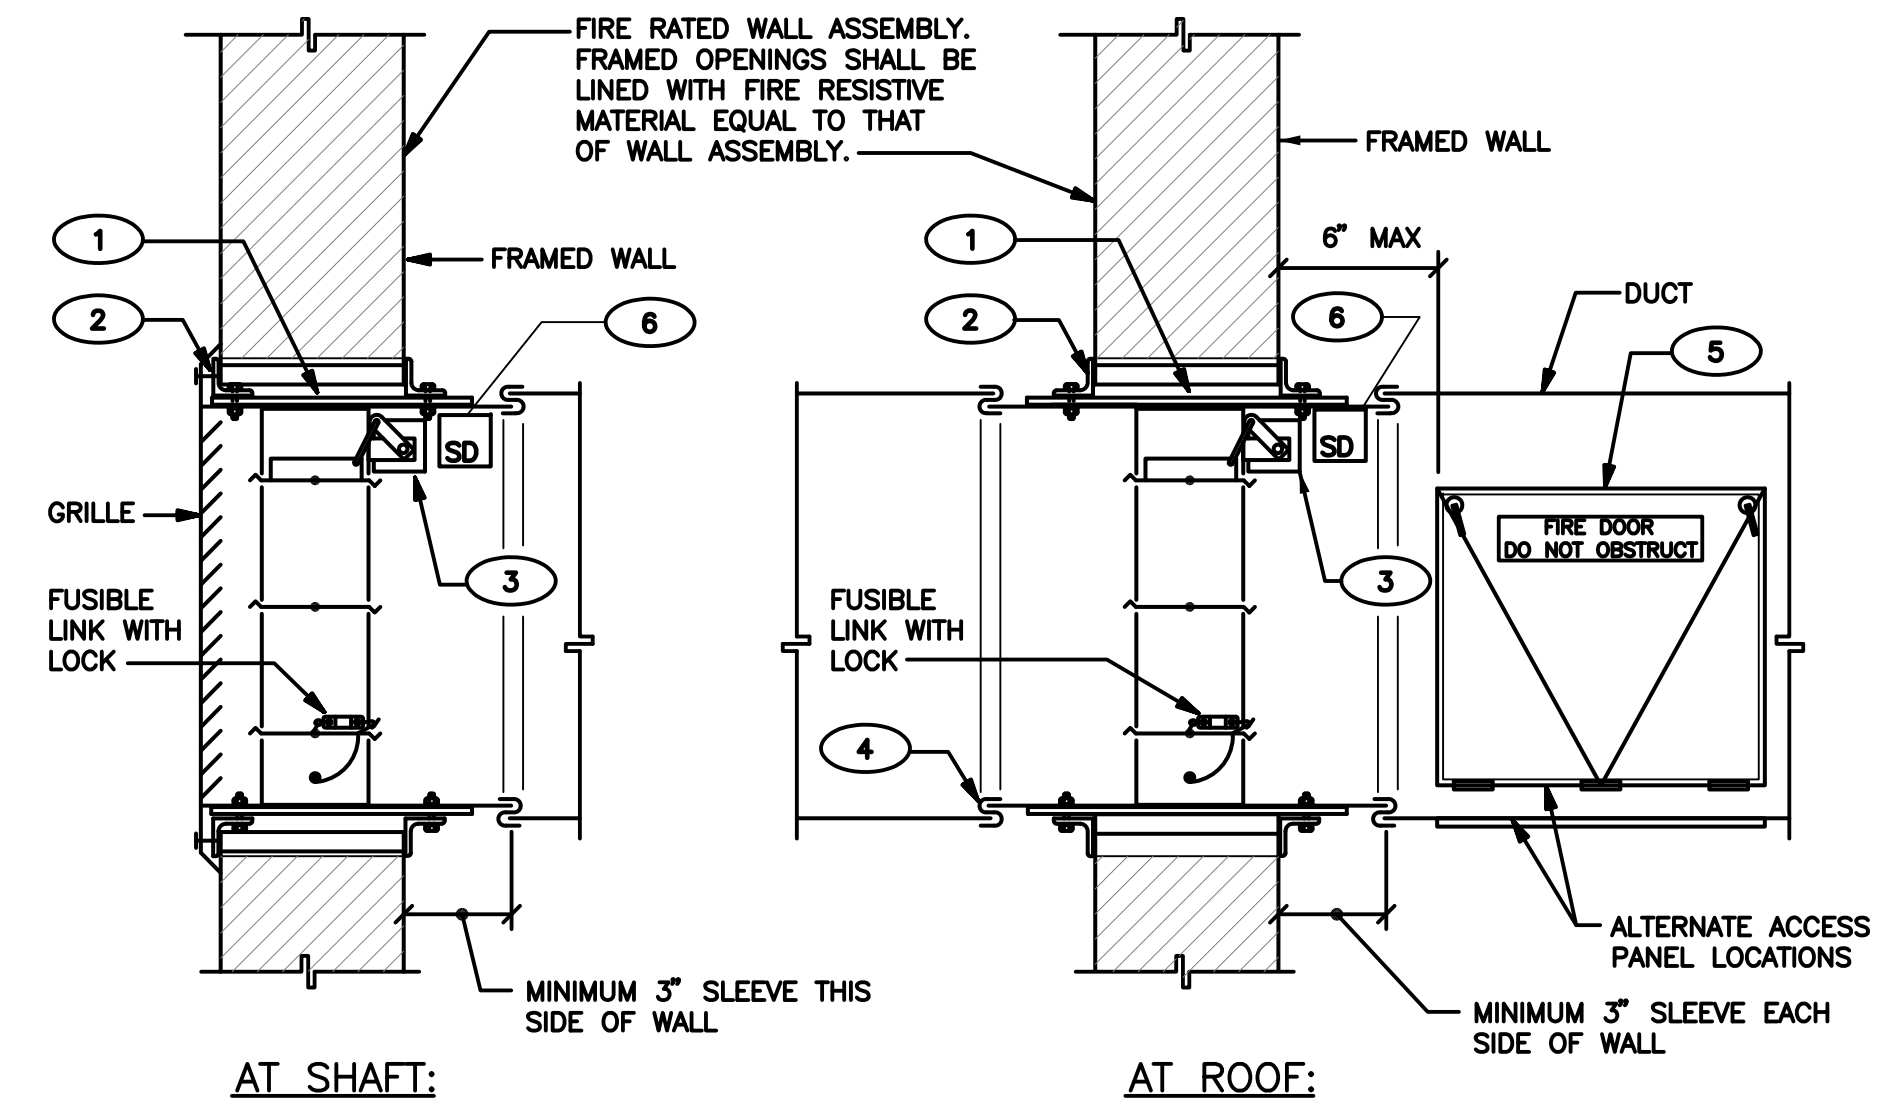 FIRE RATED WALL ASSEMBLY.
FRAMED OPENINGS SHALL BE
LINED WITH FIRE RESISTIVE
MATERIAL EQUAL TO THAT
OF WALL ASSEMBLY.
1
FRAMED WALL
2
6
SD
GRILLE
3
FUSIBLE
LINK WITH
LOCK
MINIMUM 3" SLEEVE THIS
SIDE OF WALL
AT SHAFT:
FRAMED WALL
1
6" MAX
2
6
DUCT
5
SD
FIRE DOOR
DO NOT OBSTRUCT
3
FUSIBLE
LINK WITH
LOCK
4
ALTERNATE ACCESS
PANEL LOCATIONS
MINIMUM 3" SLEEVE EACH
SIDE OF WALL
AT ROOF: